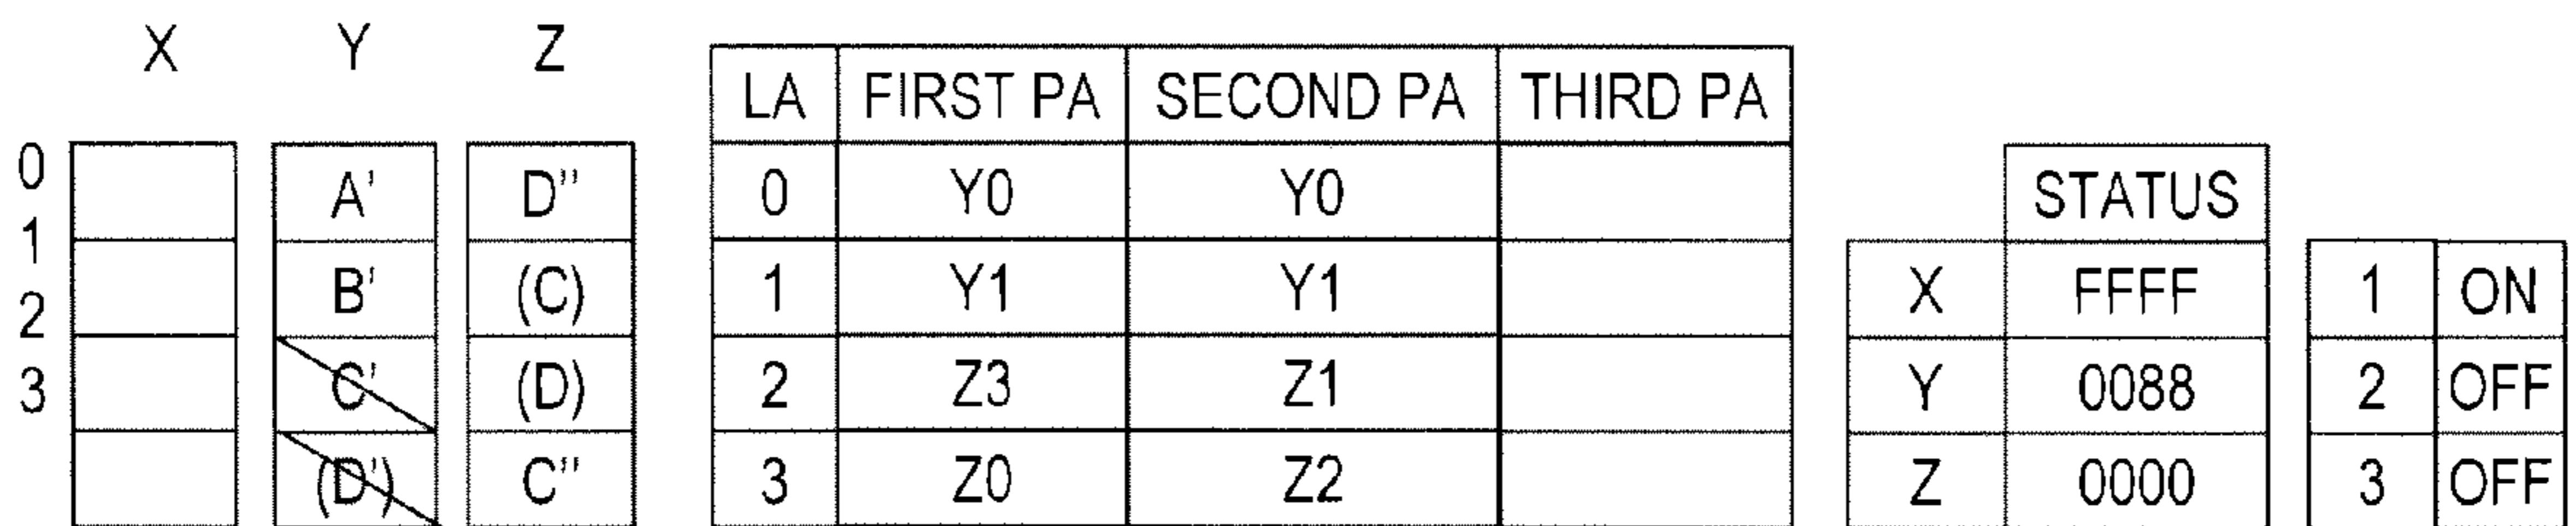 X Y Z
LA FIRST PA SECOND PA THIRD PA
0 A' D" 0 Y0 Y0 STATUS
1 B' (C) 1 Y1 Y1 X FFFF 1 ON
2 C' (D) 2 Z3 Z1 Y 0088 2 OFF
3 (D') C" 3 Z0 Z2 Z 0000 3 OFF